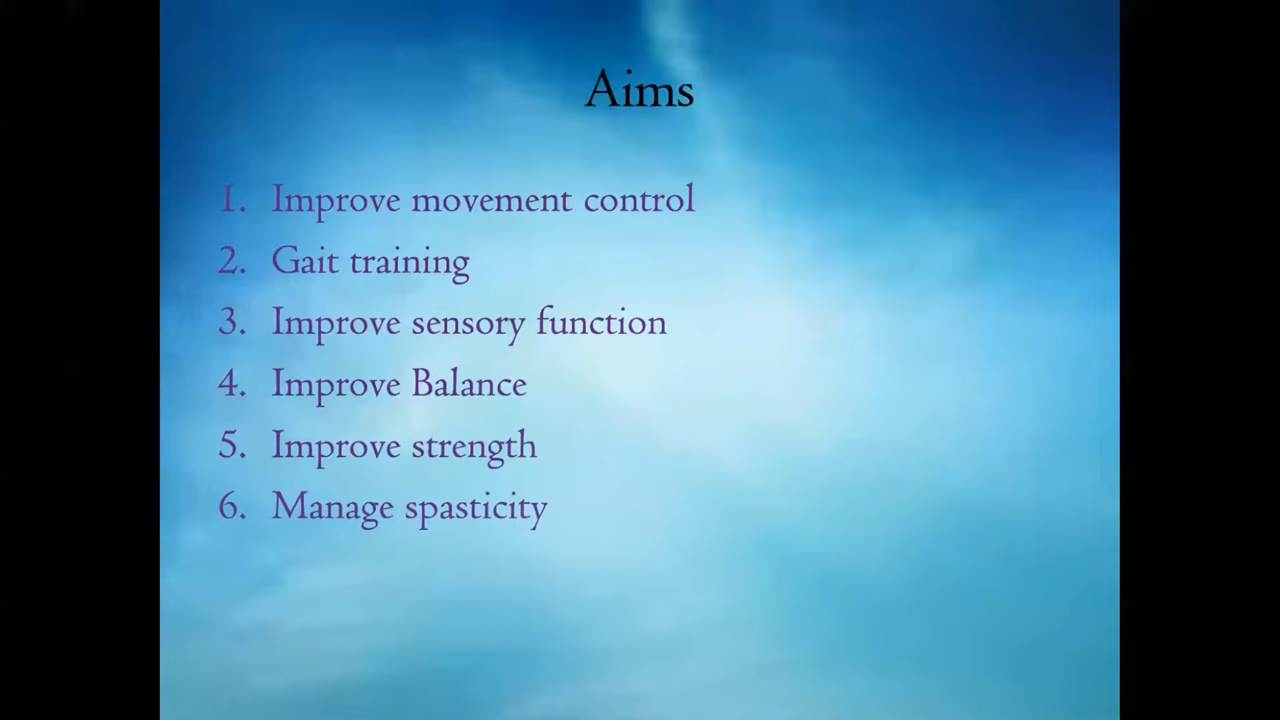 Aims
1. Improve movement control
2. Gait training
3. Improve sensory function
4. Improve Balance
5. Improve strength
6. Manage spasticity